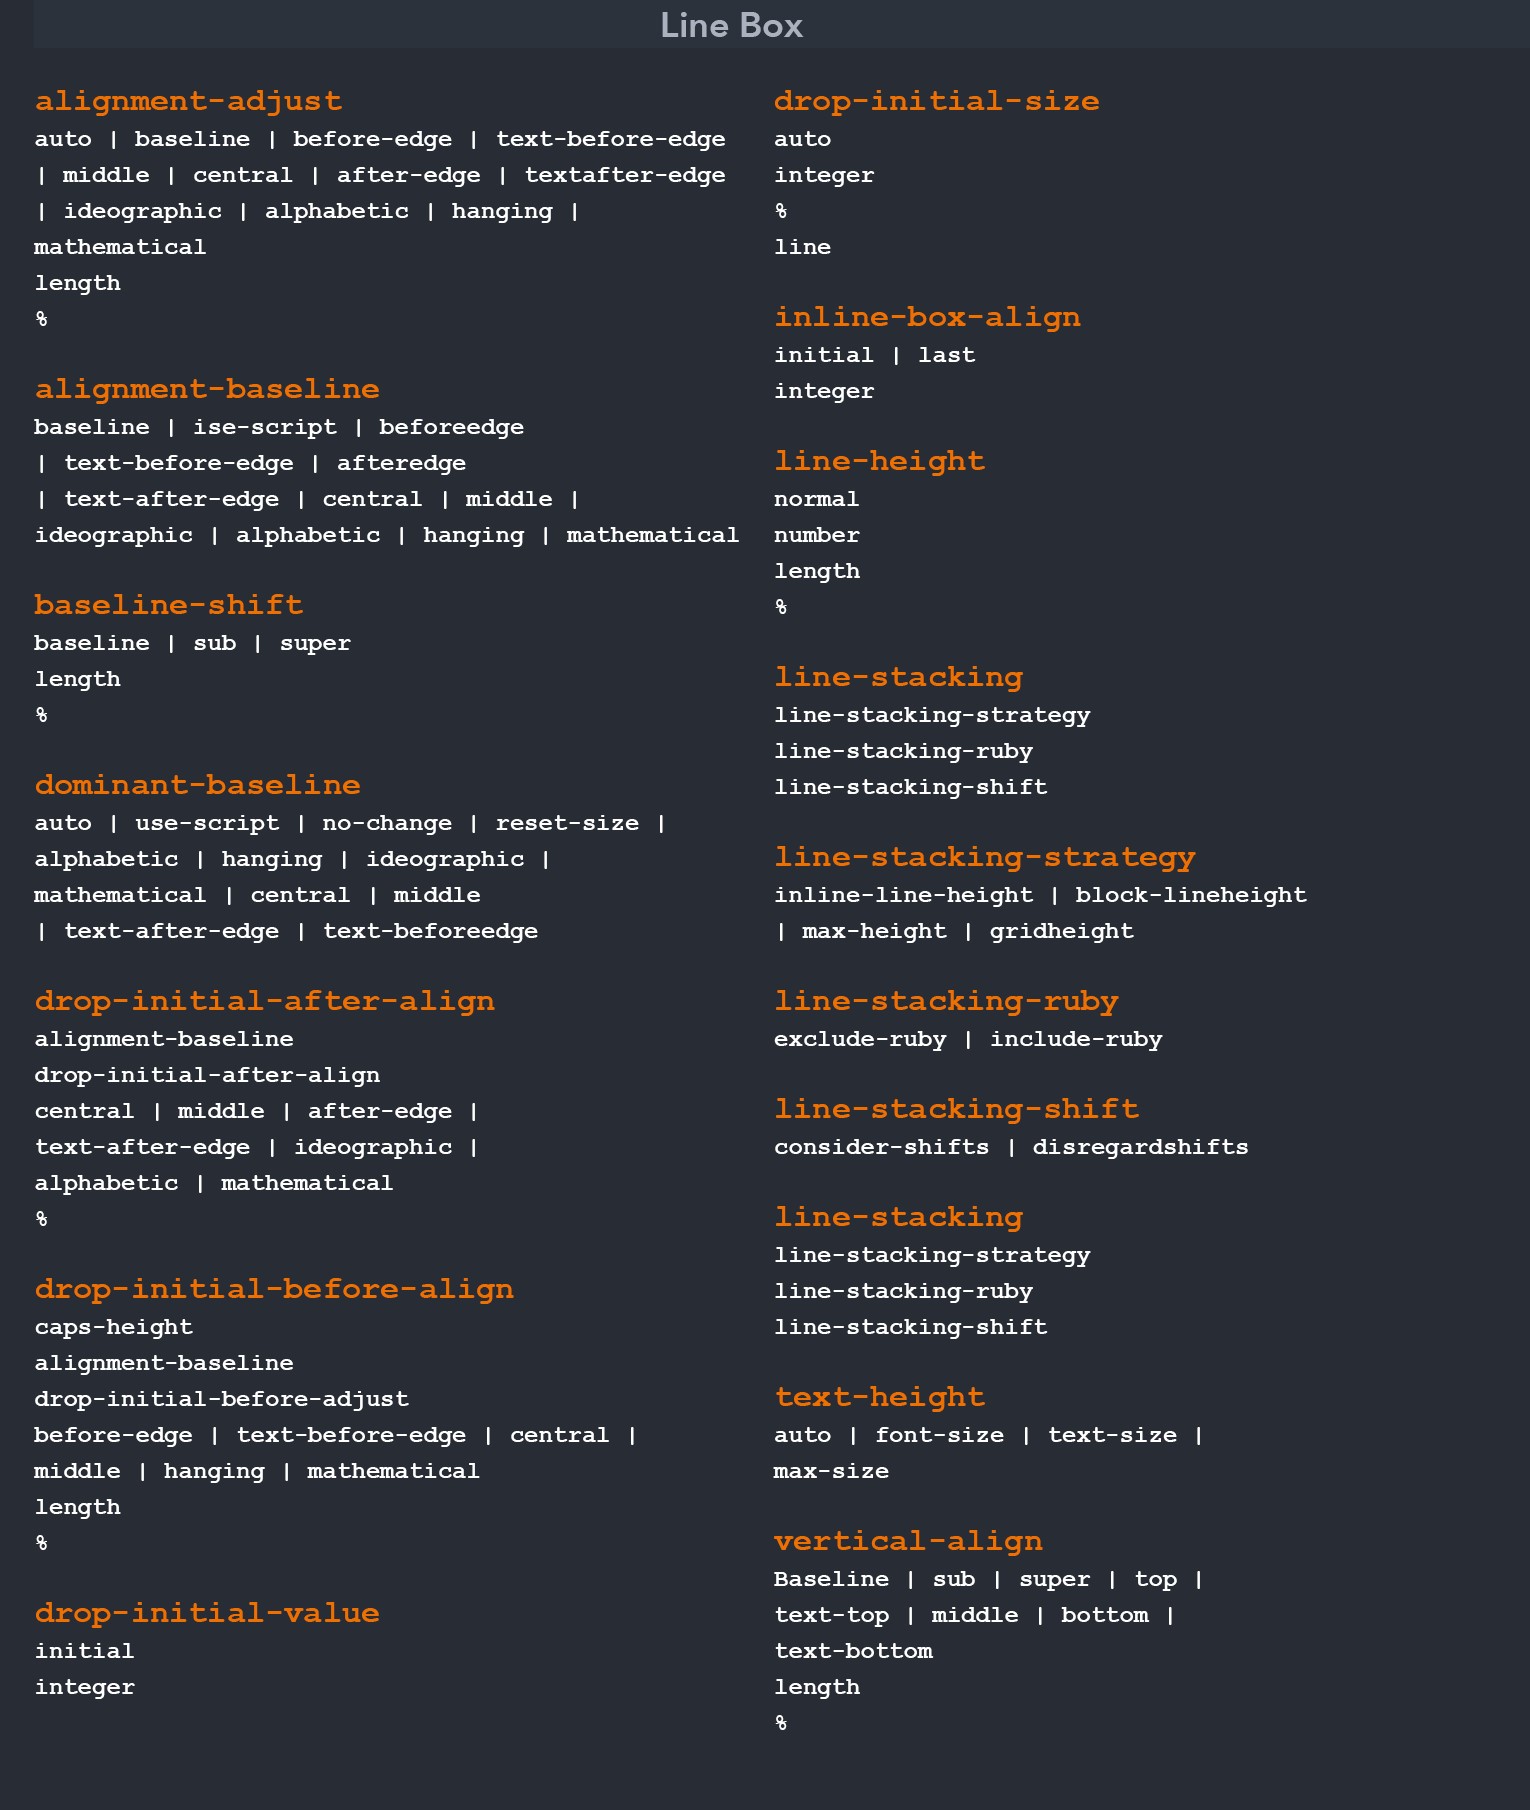 Line Box
alignment-adjust
auto | baseline | before-edge | text-before-edge
| middle | central | after-edge | textafter-edge
| ideographic | alphabetic | hanging |
mathematical
length
%
alignment-baseline
baseline | ise-script | beforeedge
| text-before-edge | afteredge
| text-after-edge | central | middle |
ideographic | alphabetic | hanging | mathematical
baseline-shift
baseline | sub | super
length
%
dominant-baseline
auto | use-script | no-change | reset-size |
alphabetic | hanging | ideographic |
mathematical | central | middle
| text-after-edge | text-beforeedge
drop-initial-after-align
alignment-baseline
drop-initial-after-align
central | middle | after-edge |
text-after-edge | ideographic |
alphabetic | mathematical
%
drop-initial-before-align
caps-height
alignment-baseline
drop-initial-before-adjust
before-edge | text-before-edge | central |
middle | hanging | mathematical
length
%
drop-initial-value
initial
integer
drop-initial-size
auto
integer
%
line
inline-box-align
initial | last
integer
line-height
normal
number
length
%
line-stacking
line-stacking-strategy
line-stacking-ruby
line-stacking-shift
line-stacking-strategy
inline-line-height | block-lineheight
| max-height | gridheight
line-stacking-ruby
exclude-ruby | include-ruby
line-stacking-shift
consider-shifts | disregardshifts
line-stacking
line-stacking-strategy
line-stacking-ruby
line-stacking-shift
text-height
auto | font-size | text-size |
max-size
vertical-align
Baseline | sub | super | top |
text-top | middle | bottom |
text-bottom
length
%